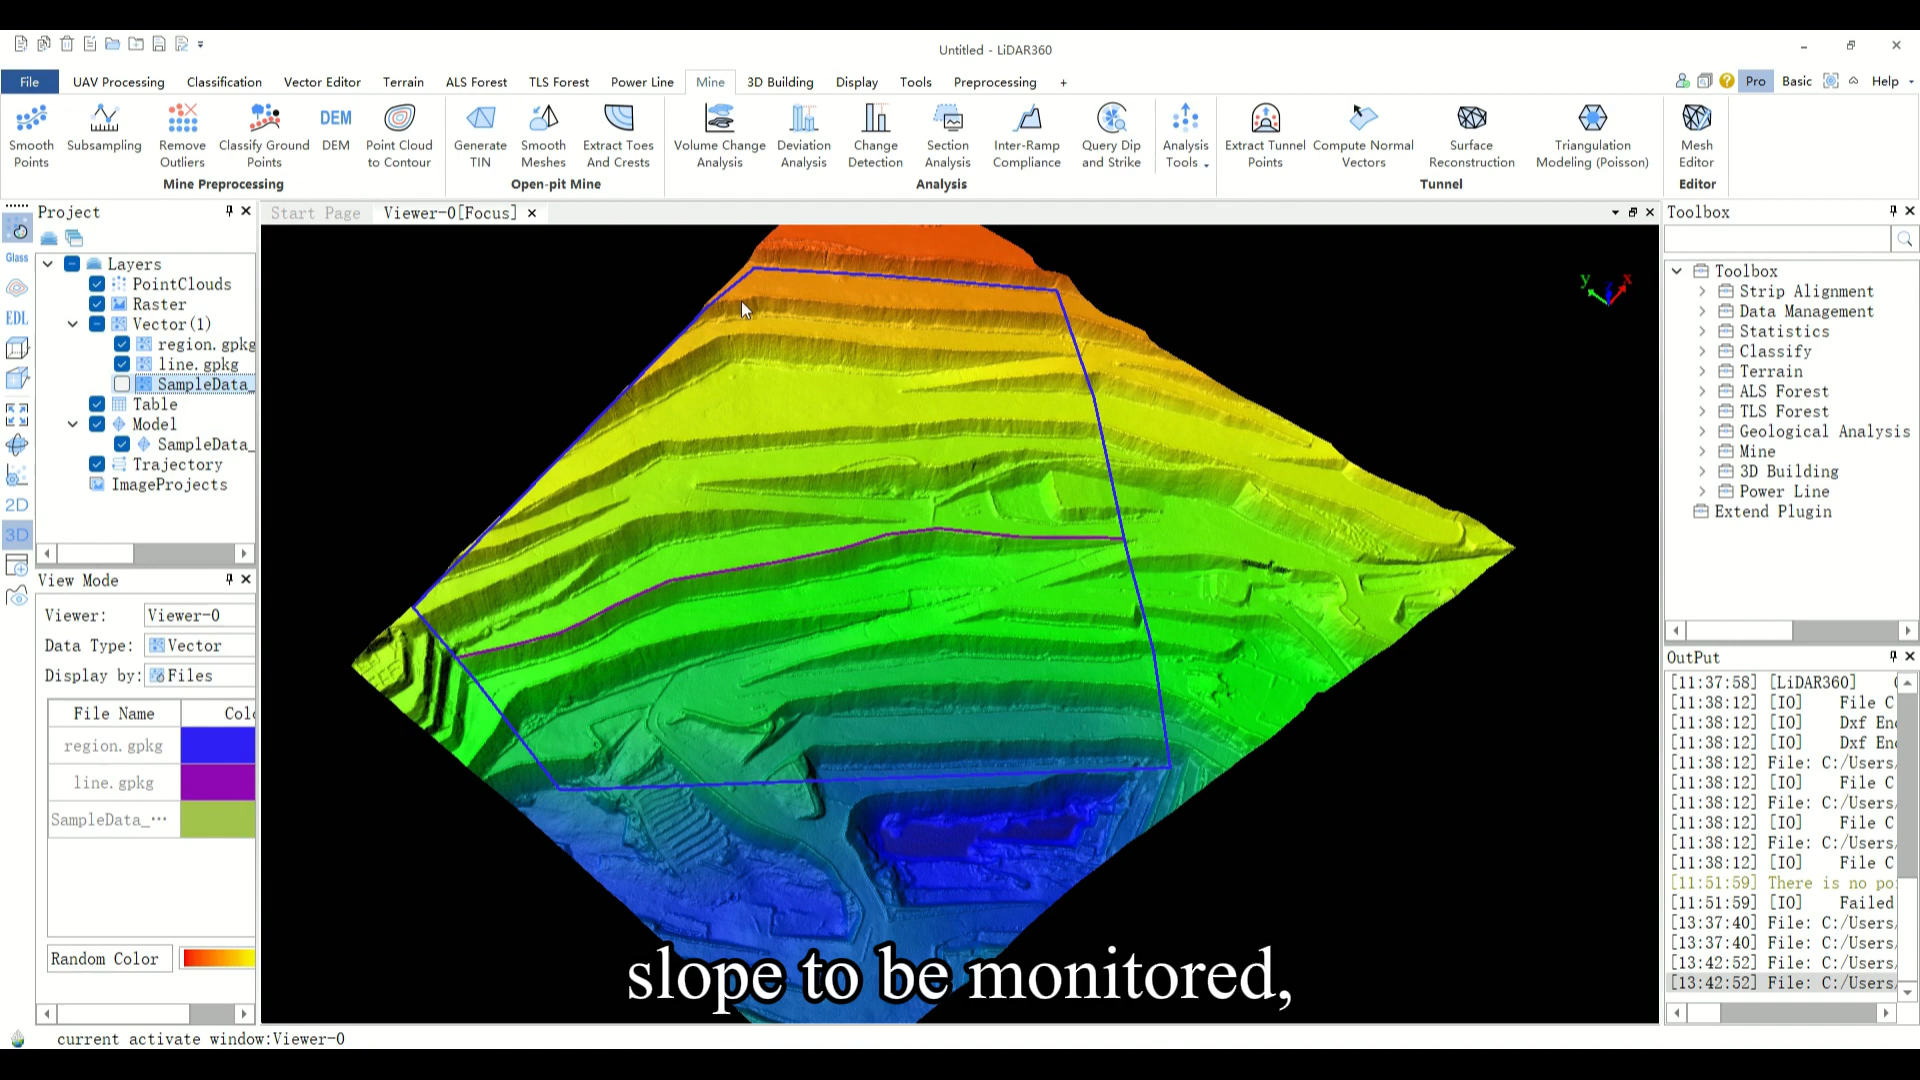 Untitled - LiDAR360
File UAV Processing Classification Vector Editor Terrain ALS Forest TLS Forest Power Line Mine 3D Building Display Tools Preprocessing + Pro Basic Help
Smooth Points
Subsampling
Remove Outliers
Classify Ground Points
DEM
DEM
Point Cloud to Contour
Generate TIN
Smooth Meshes
Extract Toes And Crests
Volume Change Analysis
Deviation Analysis
Change Detection
Section Analysis
Inter-Ramp Compliance
Query Dip and Strike
Analysis Tools
Extract Tunnel Points
Compute Normal Vectors
Surface Reconstruction
Triangulation Modeling (Poisson)
Mesh Editor
Mine Preprocessing Open-pit Mine Analysis Tunnel Editor
Project
Start Page Viewer-0[Focus]
Toolbox
Glass
EDL
2D
3D
Layers
PointClouds
Raster
Vector(1)
region.gpkg
line.gpkg
SampleData_
Table
Model
SampleData_
Trajectory
ImageProjects
View Mode
Viewer: Viewer-0
Data Type: Vector
Display by: Files
File Name Colo
region.gpkg
line.gpkg
SampleData_···
Random Color
y x
slope to be monitored,
Toolbox
Strip Alignment
Data Management
Statistics
Classify
Terrain
ALS Forest
TLS Forest
Geological Analysis
Mine
3D Building
Power Line
Extend Plugin
OutPut
[11:37:58] [LiDAR360]
[11:38:12] [IO] File C
[11:38:12] [IO] Dxf En
[11:38:12] [IO] Dxf En
[11:38:12] File: C:/Users,
[11:38:12] [IO] File C
[11:38:12] File: C:/Users,
[11:38:12] [IO] File C
[11:38:12] File: C:/Users,
[11:38:12] [IO] File C
[11:51:59] There is no po
[11:51:59] [IO] Failed
[13:37:40] File: C:/Users,
[13:37:40] File: C:/Users,
[13:42:52] File: C:/Users,
[13:42:52] File: C:/Users,
current activate window:Viewer-0